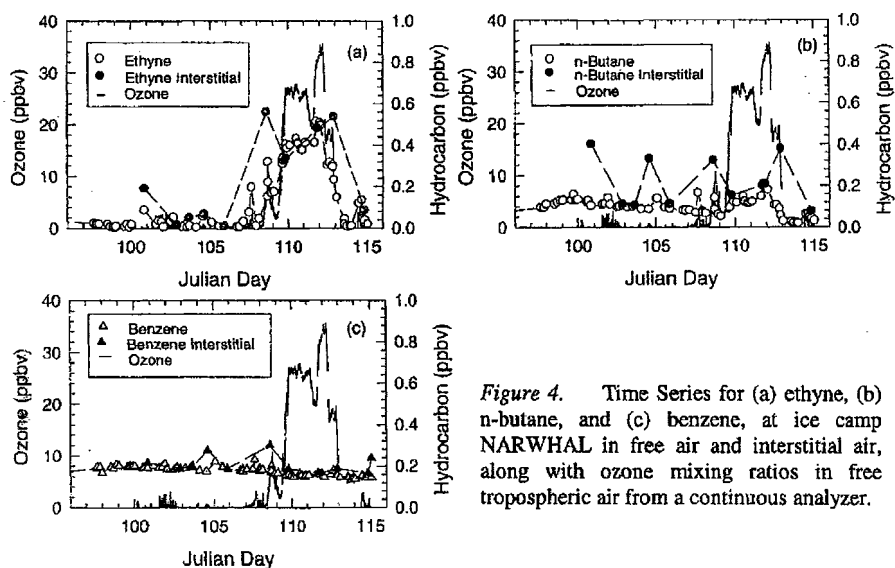 (a)
Ethyne
Ethyne Interstitial
Ozone
Ozone (ppbv)
0
10
20
30
40
Hydrocarbon (ppbv)
0.0
0.2
0.4
0.6
0.8
1.0
100
105
110
115
Julian Day
(b)
n-Butane
n-Butane Interstitial
Ozone
Ozone (ppbv)
0
10
20
30
40
Hydrocarbon (ppbv)
0.0
0.2
0.4
0.6
0.8
1.0
100
105
110
115
Julian Day
(c)
Benzene
Benzene Interstitial
Ozone
Ozone (ppbv)
0
10
20
30
40
Hydrocarbon (ppbv)
0.0
0.2
0.4
0.6
0.8
1.0
100
105
110
115
Julian Day
Figure 4. Time Series for (a) ethyne, (b)
n-butane, and (c) benzene, at ice camp
NARWHAL in free air and interstitial air,
along with ozone mixing ratios in free
tropospheric air from a continuous analyzer.